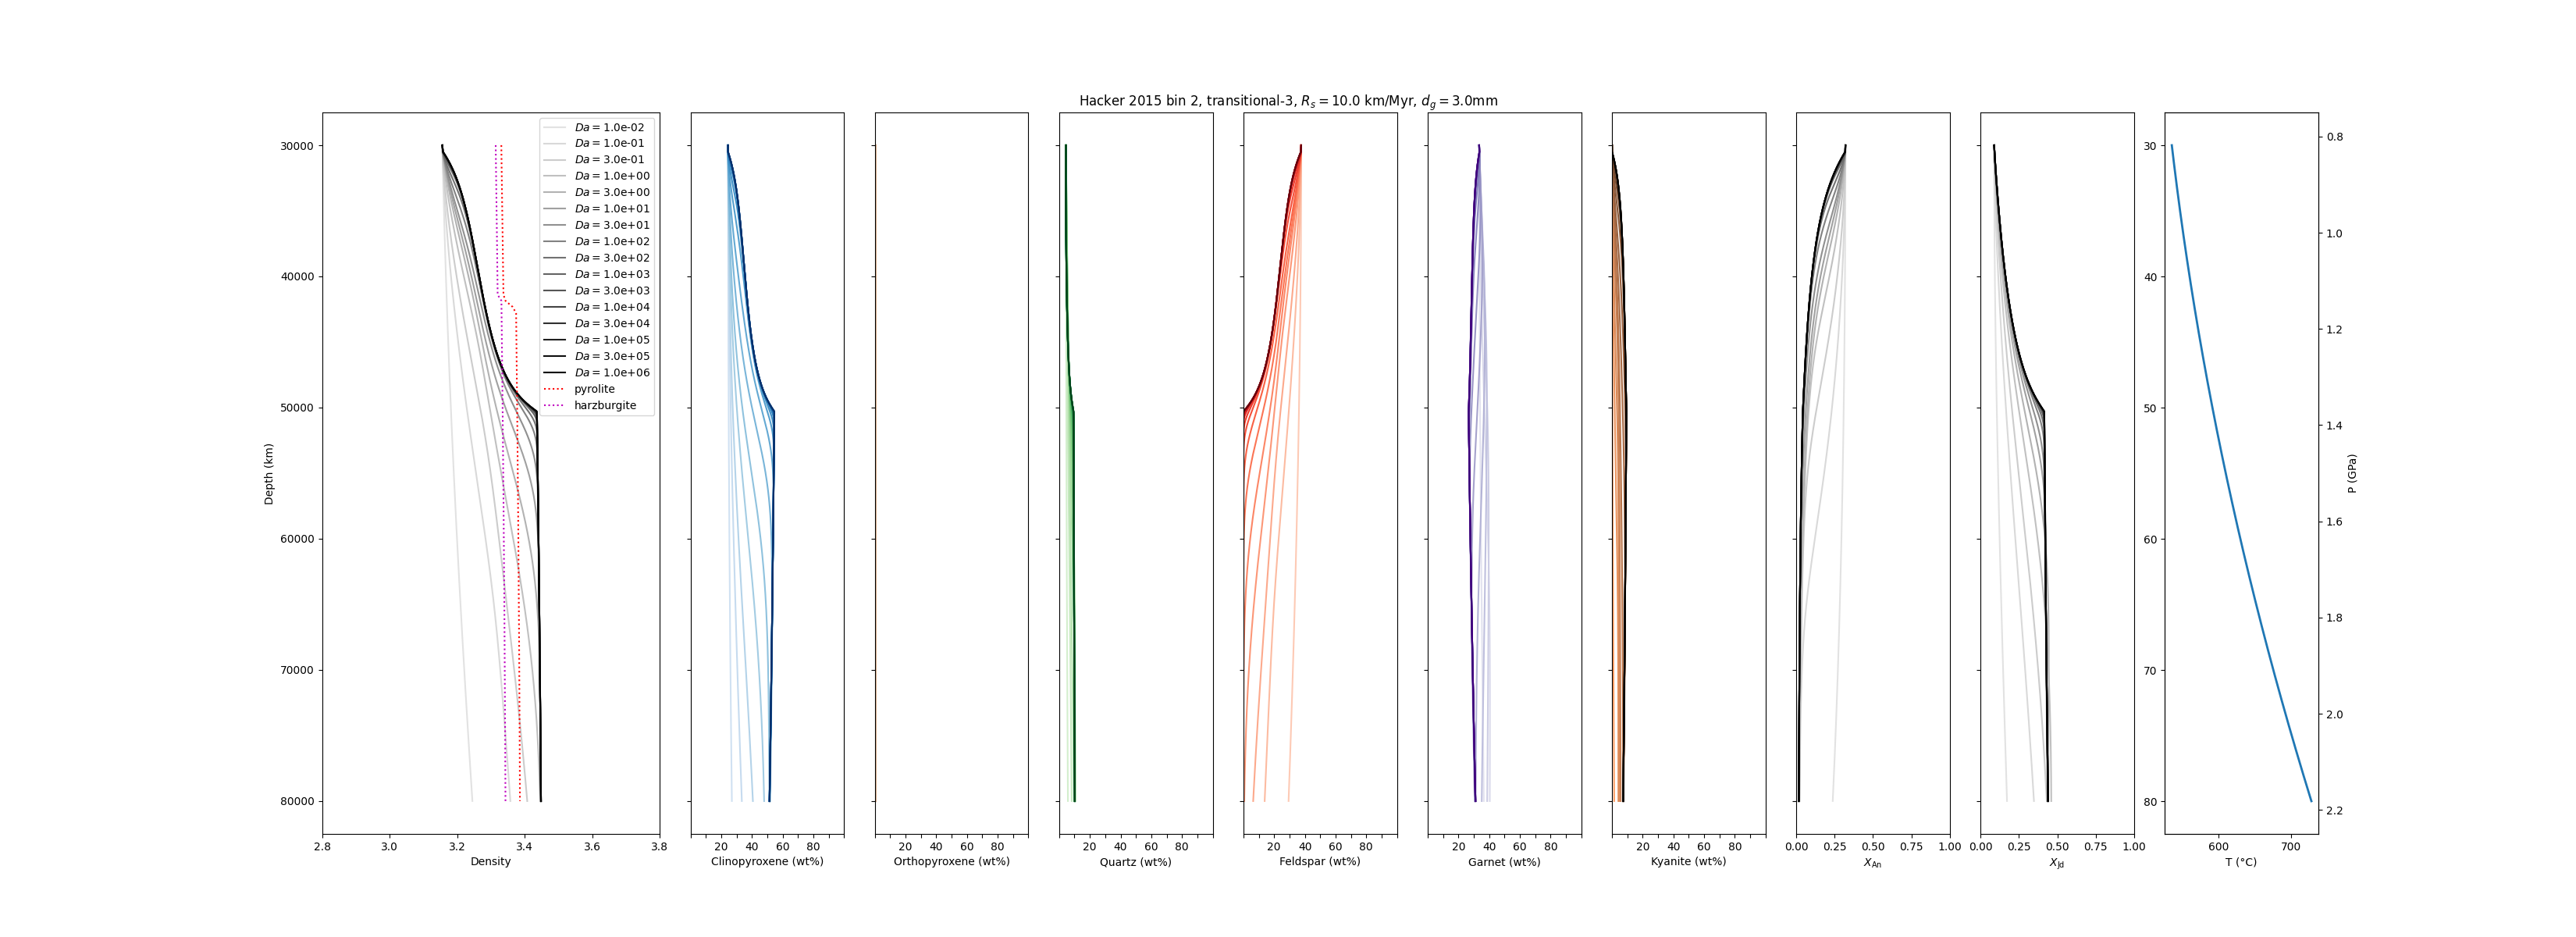 Hacker 2015 bin 2, transitional-3, Rs = 10.0 km/Myr, dg = 3.0mm
Da = 1.0e-02
Da = 1.0e-01
Da = 3.0e-01
Da = 1.0e+00
Da = 3.0e+00
Da = 1.0e+01
Da = 3.0e+01
Da = 1.0e+02
Da = 3.0e+02
Da = 1.0e+03
Da = 3.0e+03
Da = 1.0e+04
Da = 3.0e+04
Da = 1.0e+05
Da = 3.0e+05
Da = 1.0e+06
pyrolite
harzburgite
Depth (km)
30000
40000
50000
60000
70000
80000
2.8 3.0 3.2 3.4 3.6 3.8
Density
20 40 60 80
Clinopyroxene (wt%)
20 40 60 80
Orthopyroxene (wt%)
20 40 60 80
Quartz (wt%)
20 40 60 80
Feldspar (wt%)
20 40 60 80
Garnet (wt%)
20 40 60 80
Kyanite (wt%)
0.00 0.25 0.50 0.75 1.00
XAn
0.00 0.25 0.50 0.75 1.00
XJd
30
40
50
60
70
80
600 700
T (°C)
0.8
1.0
1.2
1.4
1.6
1.8
2.0
2.2
P (GPa)